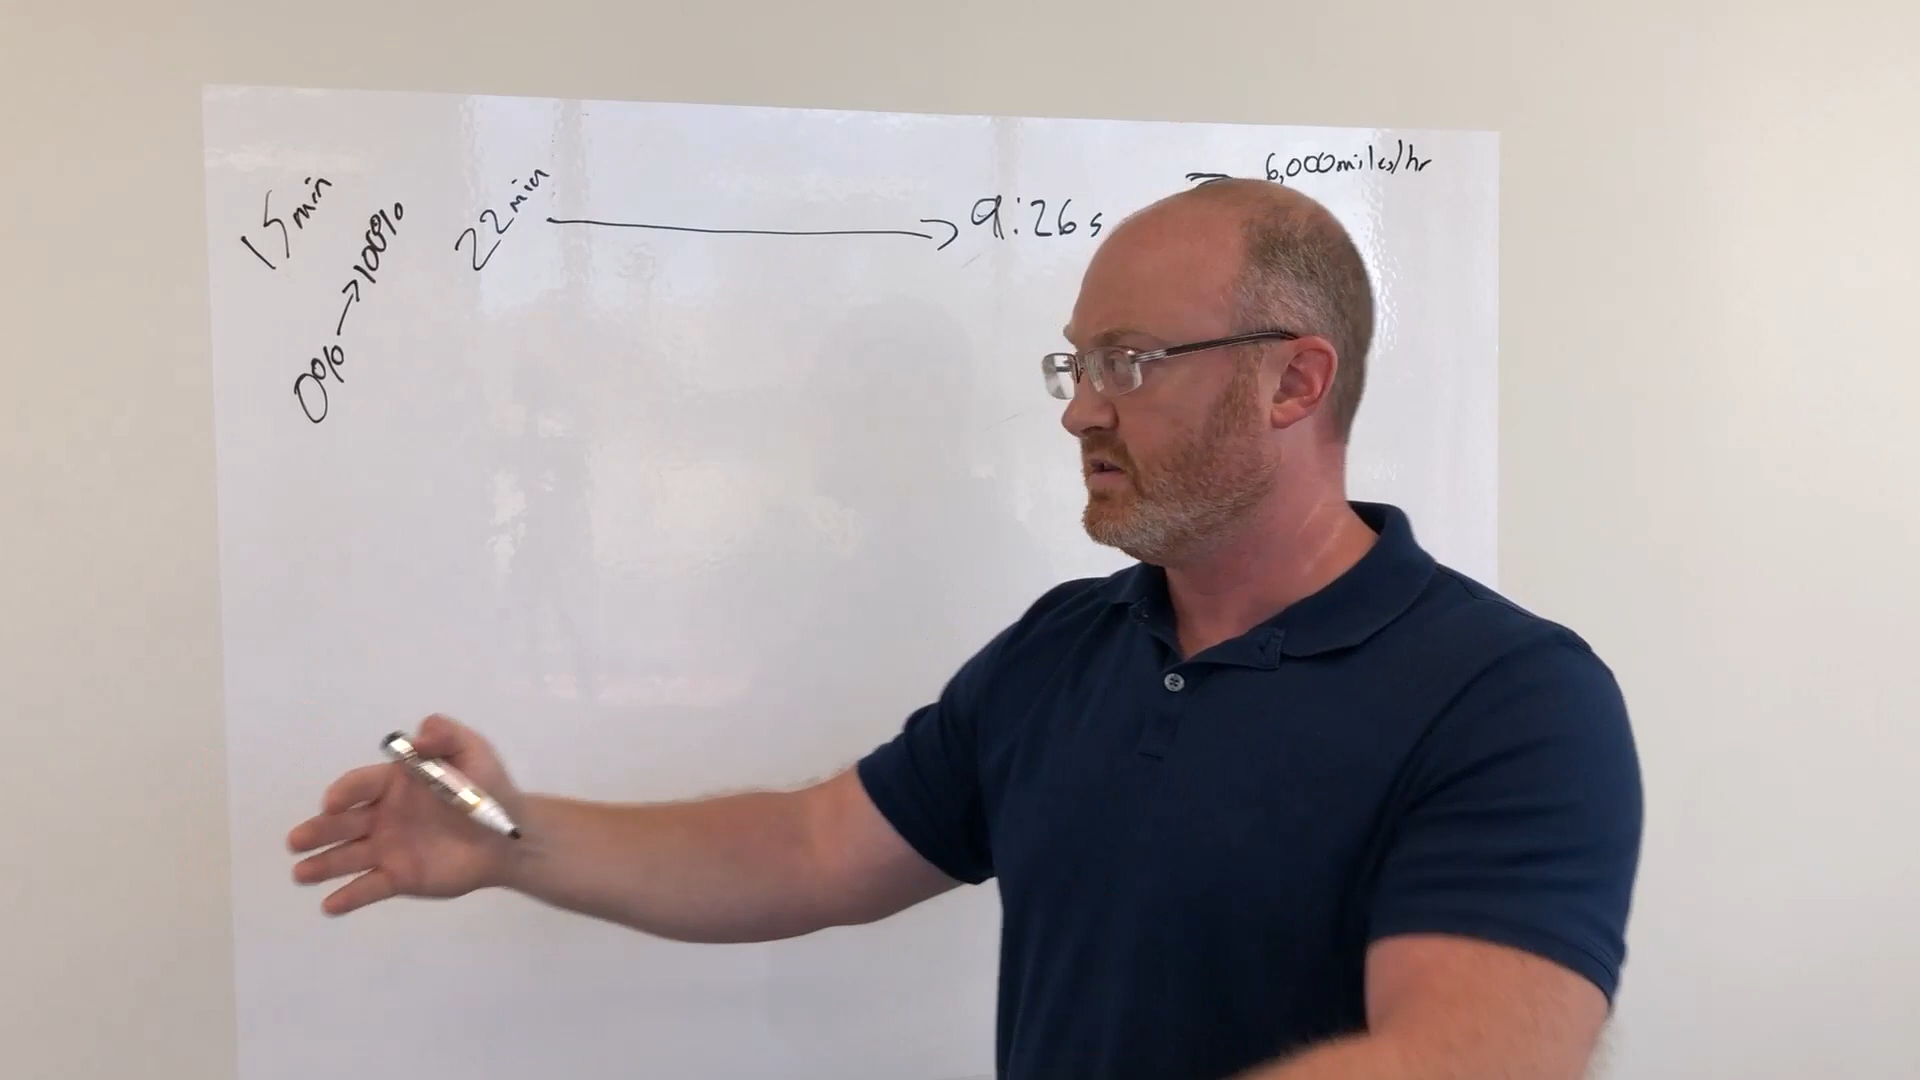 15min
0%→100%
22min → 9:26s
6,000miles/hr